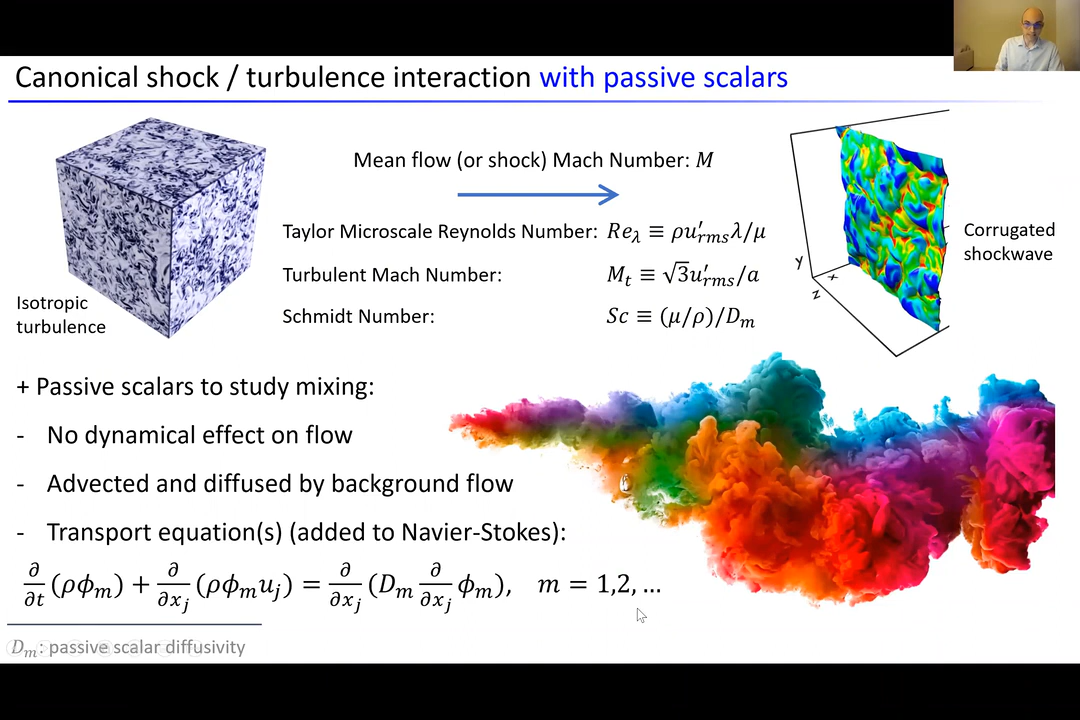 Canonical shock / turbulence interaction with passive scalars
Mean flow (or shock) Mach Number: M
Taylor Microscale Reynolds Number: Re_λ ≡ ρu′_rms λ/μ
Turbulent Mach Number: M_t ≡ √3u′_rms/a
Schmidt Number: Sc ≡ (μ/ρ)/D_m
Isotropic
turbulence
y
x
z
Corrugated
shockwave
+ Passive scalars to study mixing:
- No dynamical effect on flow
- Advected and diffused by background flow
- Transport equation(s) (added to Navier-Stokes):
∂/∂t (ρϕ_m) + ∂/∂x_j (ρϕ_m u_j) = ∂/∂x_j (D_m ∂/∂x_j ϕ_m), m = 1,2, …
D_m: passive scalar diffusivity